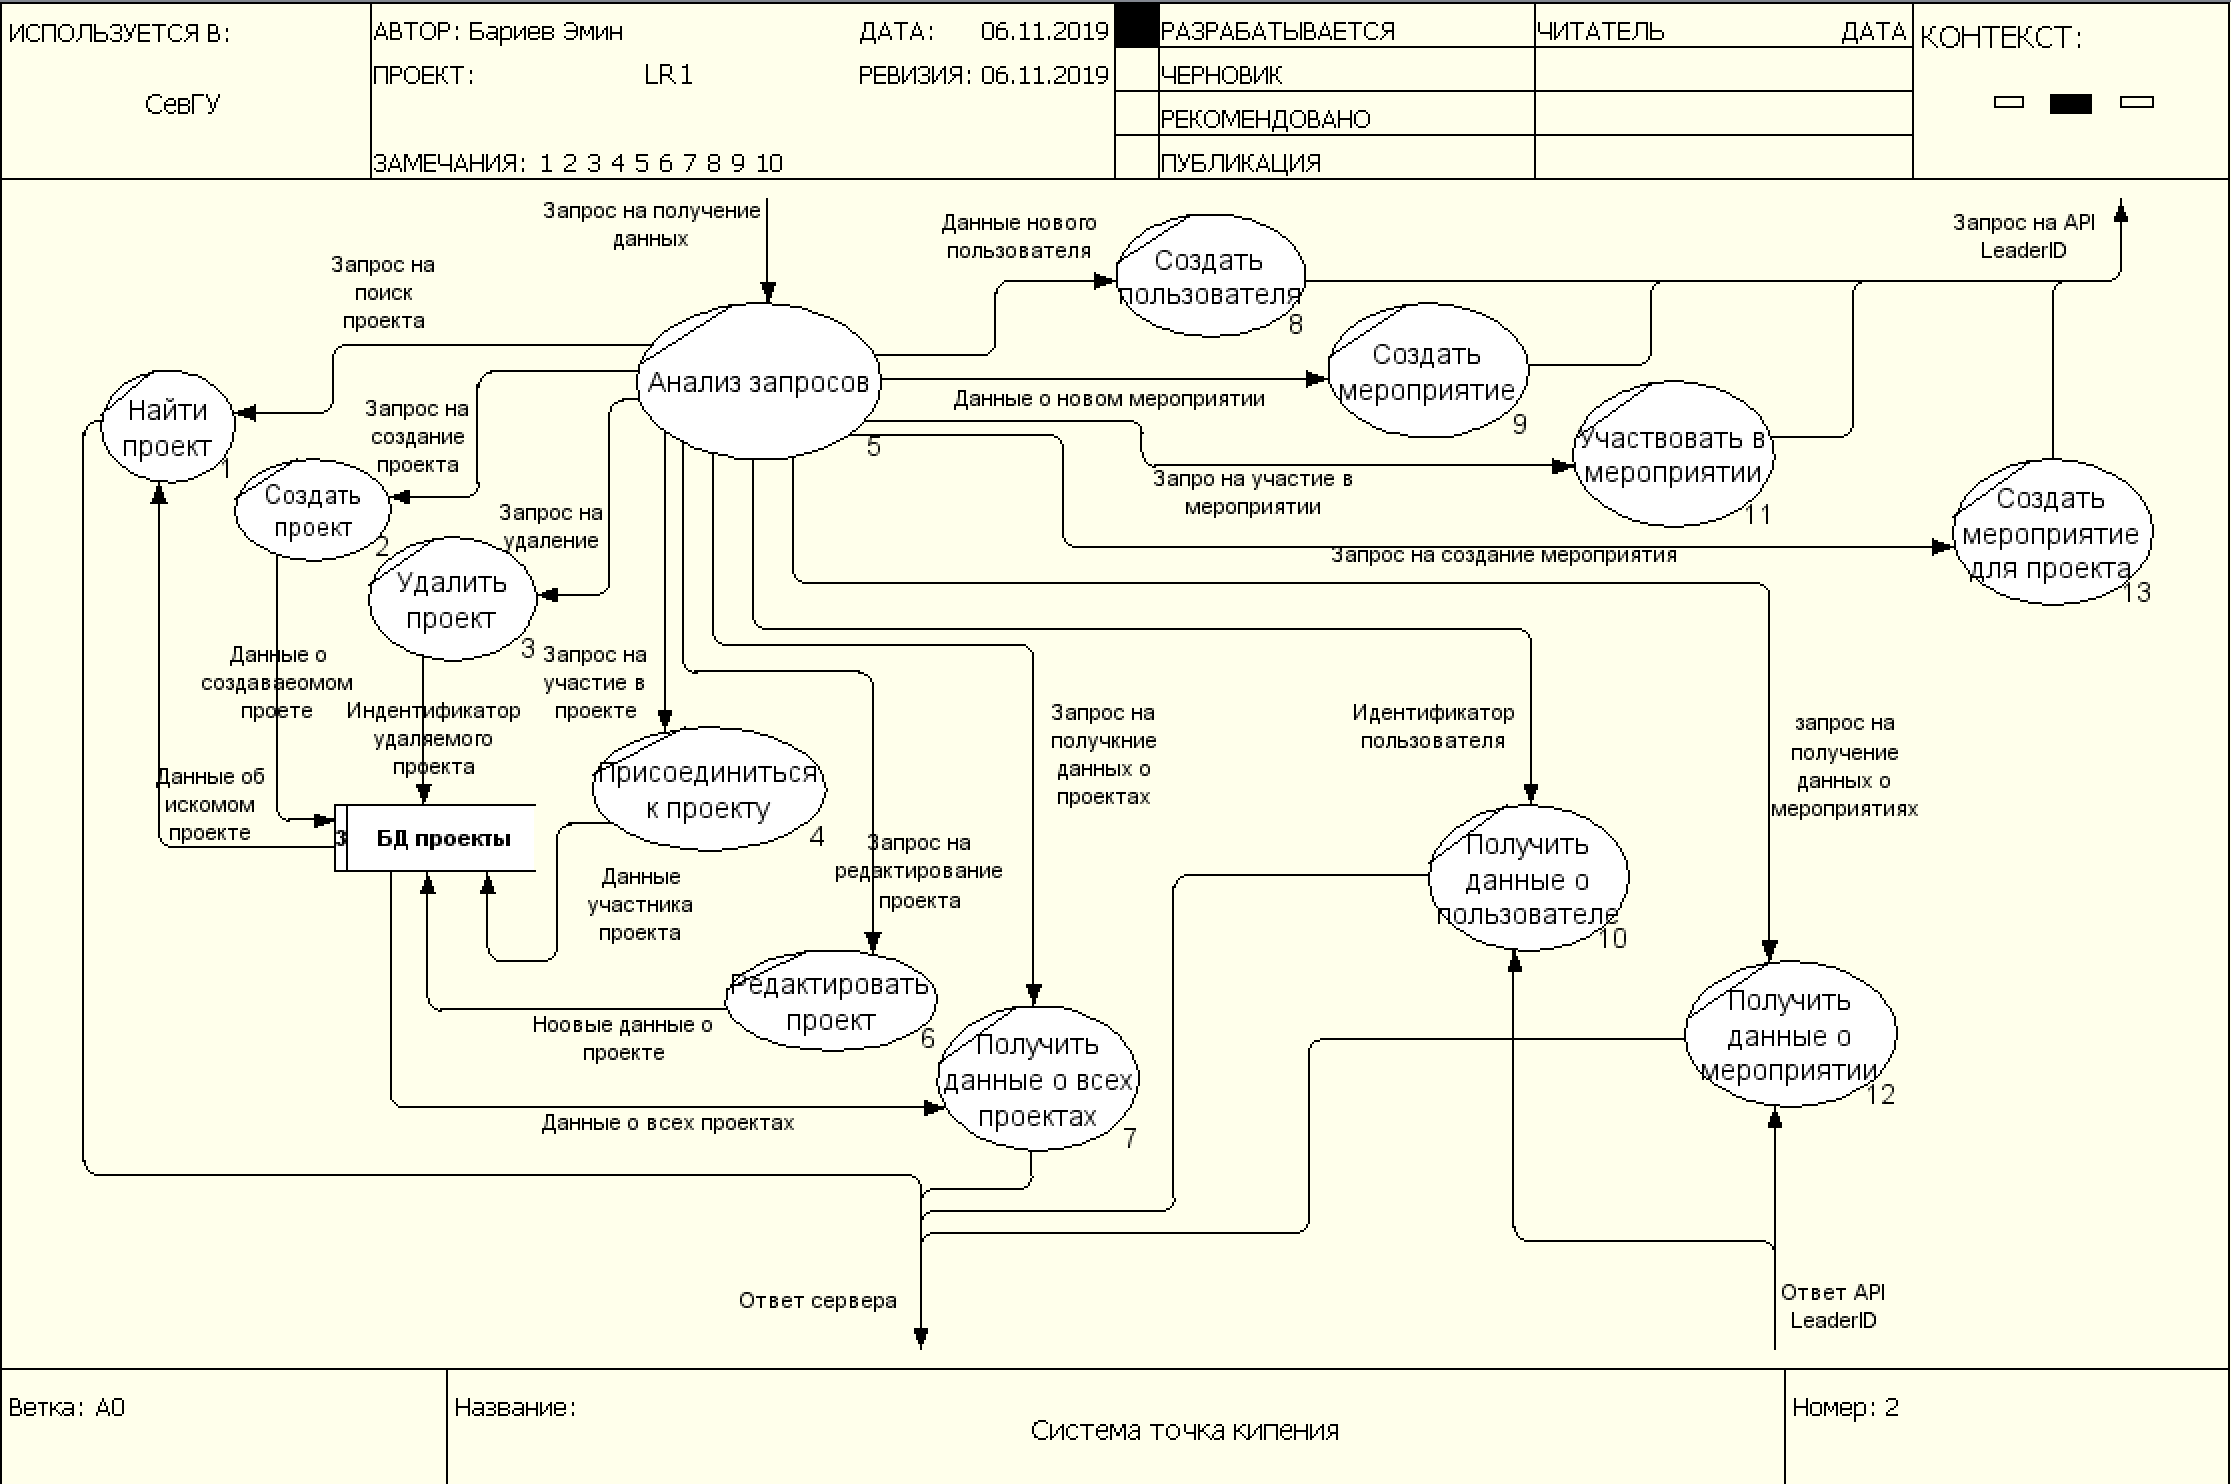 ИСПОЛЬЗУЕТСЯ В:
СевГУ
АВТОР: Бариев Эмин
ДАТА: 06.11.2019
ПРОЕКТ: LR1
РЕВИЗИЯ: 06.11.2019
ЗАМЕЧАНИЯ: 1 2 3 4 5 6 7 8 9 10
РАЗРАБАТЫВАЕТСЯ
ЧЕРНОВИК
РЕКОМЕНДОВАНО
ПУБЛИКАЦИЯ
ЧИТАТЕЛЬ
ДАТА
КОНТЕКСТ:
Запрос на получение
данных
Данные нового
пользователя
Запрос на API
LeaderID
Запрос на
поиск
проекта
Создать
пользователя
8
Анализ запросов
5
Создать
мероприятие
9
Данные о новом мероприятии
Найти
проект
1
Запрос на
создание
проекта
Участвовать в
мероприятии
11
Запро на участие в
мероприятии
Создать
проект
2
Запрос на
удаление
Создать
мероприятие
для проекта
13
Запрос на создание мероприятия
Удалить
проект
3
Данные о
создаваеомом
проете
Запрос на
участие в
проекте
Индентификатор
удаляемого
проекта
Запрос на
получкние
данных о
проектах
Идентификатор
пользователя
запрос на
получение
данных о
мероприятиях
Данные об
искомом
проекте
Присоединиться
к проекту
4
3
БД проекты
Запрос на
редактирование
проекта
Данные
участника
проекта
Получить
данные о
пользователе
10
Редактировать
проект
6
Ноовые данные о
проекте
Получить
данные о всех
проектах
7
Получить
данные о
мероприятии
12
Данные о всех проектах
Ответ сервера
Ответ API
LeaderID
Ветка: A0
Название:
Система точка кипения
Номер: 2